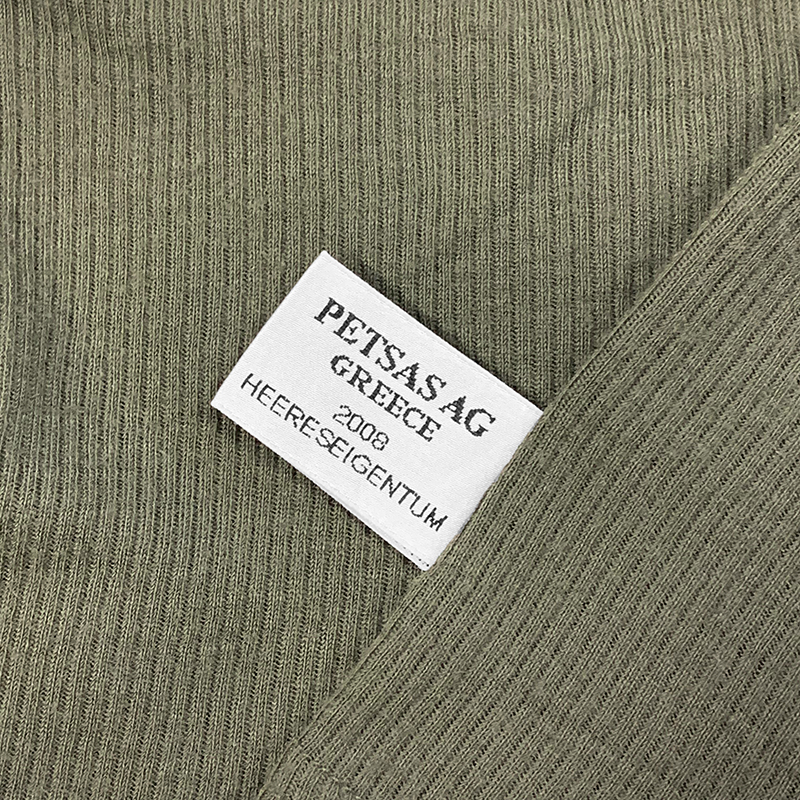 PETSAS AG
GREECE
2008
HEERESEIGENTUM